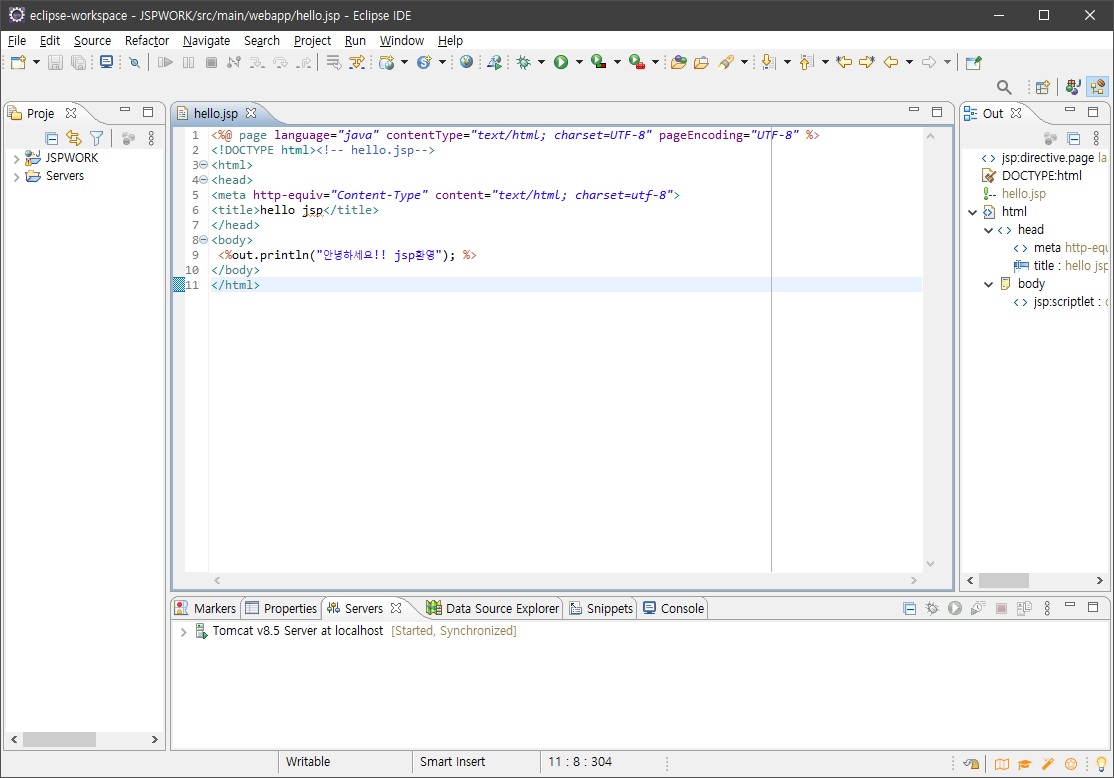 eclipse-workspace - JSPWORK/src/main/webapp/hello.jsp - Eclipse IDE
File Edit Source Refactor Navigate Search Project Run Window Help
Proje
JSPWORK
Servers
hello.jsp
1 <%@ page language="java" contentType="text/html; charset=UTF-8" pageEncoding="UTF-8" %>
2 <!DOCTYPE html><!-- hello.jsp-->
3 <html>
4 <head>
5 <meta http-equiv="Content-Type" content="text/html; charset=utf-8">
6 <title>hello jsp</title>
7 </head>
8 <body>
9 <%out.println("안녕하세요!! jsp환영"); %>
10 </body>
11 </html>
Out
jsp:directive.page la
DOCTYPE:html
hello.jsp
html
head
meta http-equ
title : hello jsp
body
jsp:scriptlet :
Markers Properties Servers Data Source Explorer Snippets Console
Tomcat v8.5 Server at localhost [Started, Synchronized]
Writable Smart Insert 11 : 8 : 304